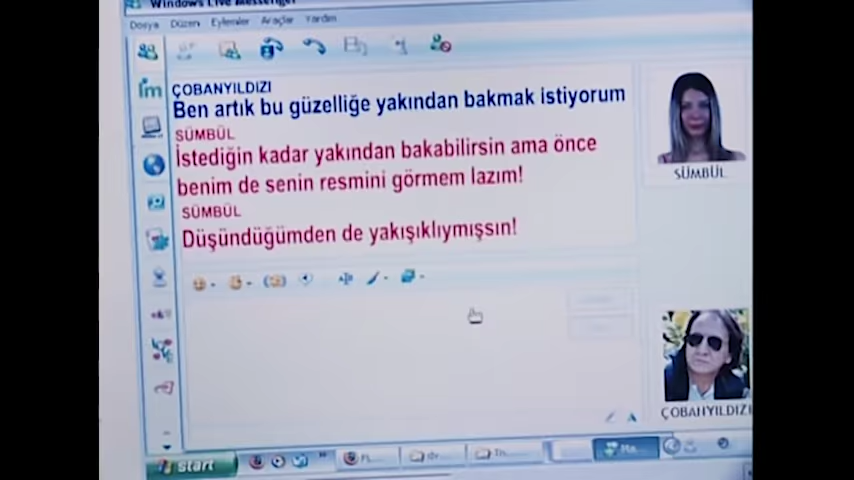 Windows Live Messenger
Dosya Düzen Eylemler Araçlar Yardım
ÇOBANYILDIZI
Ben artık bu güzelliğe yakından bakmak istiyorum
SÜMBÜL
İstediğin kadar yakından bakabilirsin ama önce
benim de senin resmini görmem lazım!
SÜMBÜL
Düşündüğümden de yakışıklıymışsın!
SÜMBÜL
ÇOBANYILDIZI
start